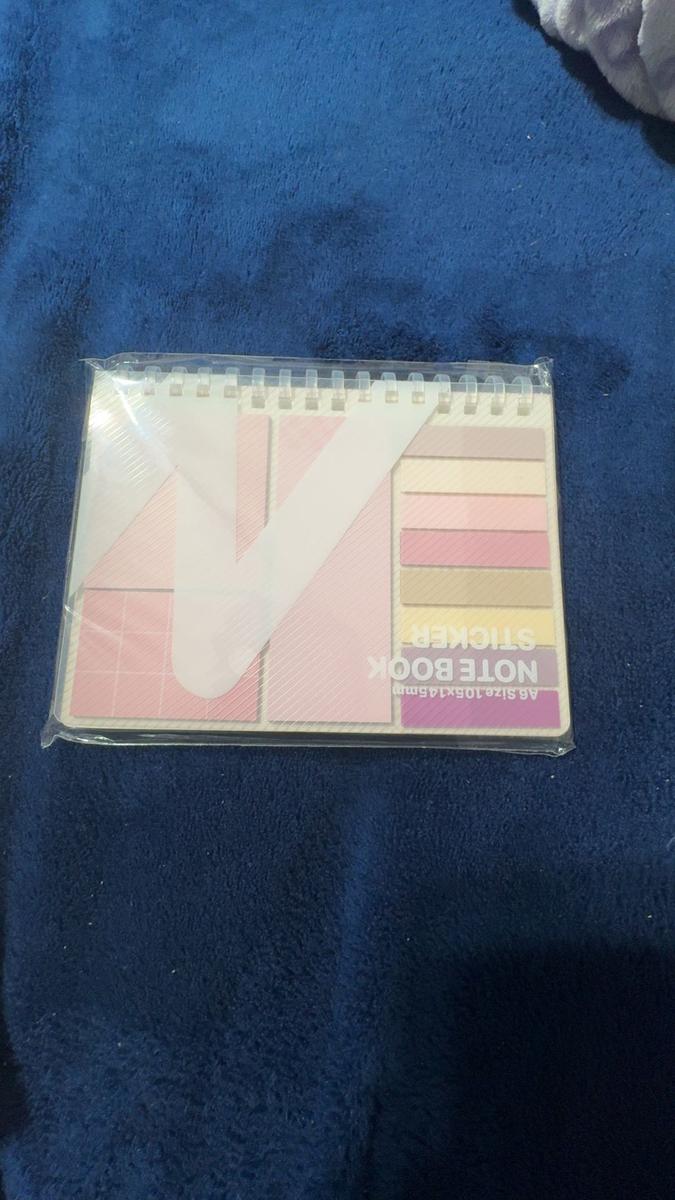 A6 Size 105x145mm
NOTE BOOK
STICKER